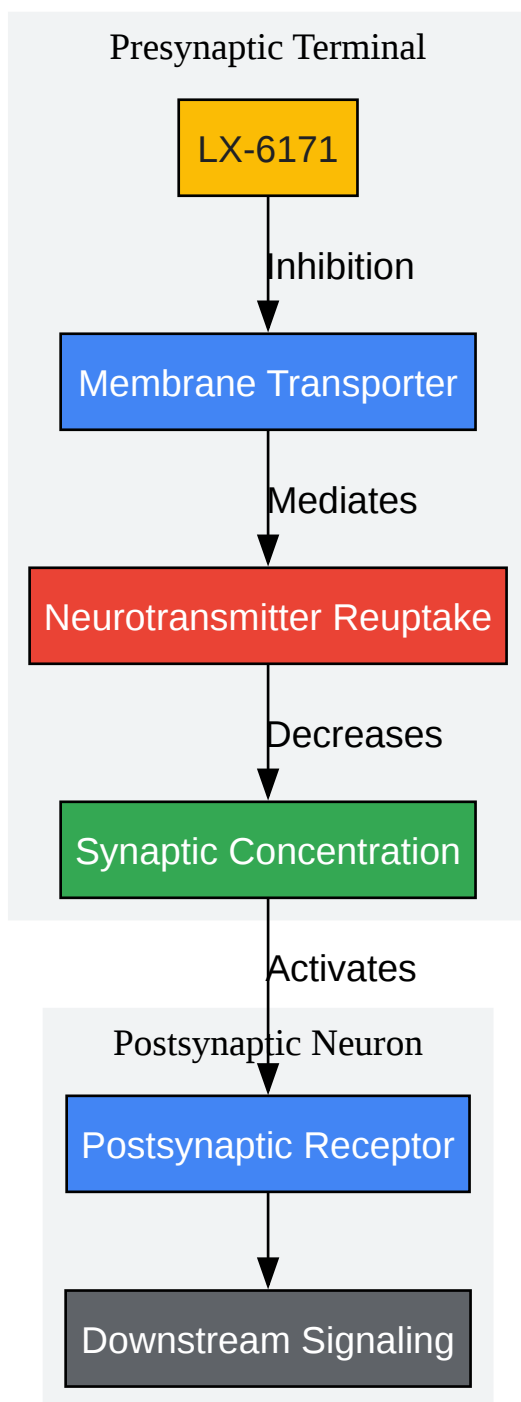 Presynaptic Terminal
LX-6171
Inhibition
Membrane Transporter
Mediates
Neurotransmitter Reuptake
Decreases
Synaptic Concentration
Activates
Postsynaptic Neuron
Postsynaptic Receptor
Downstream Signaling